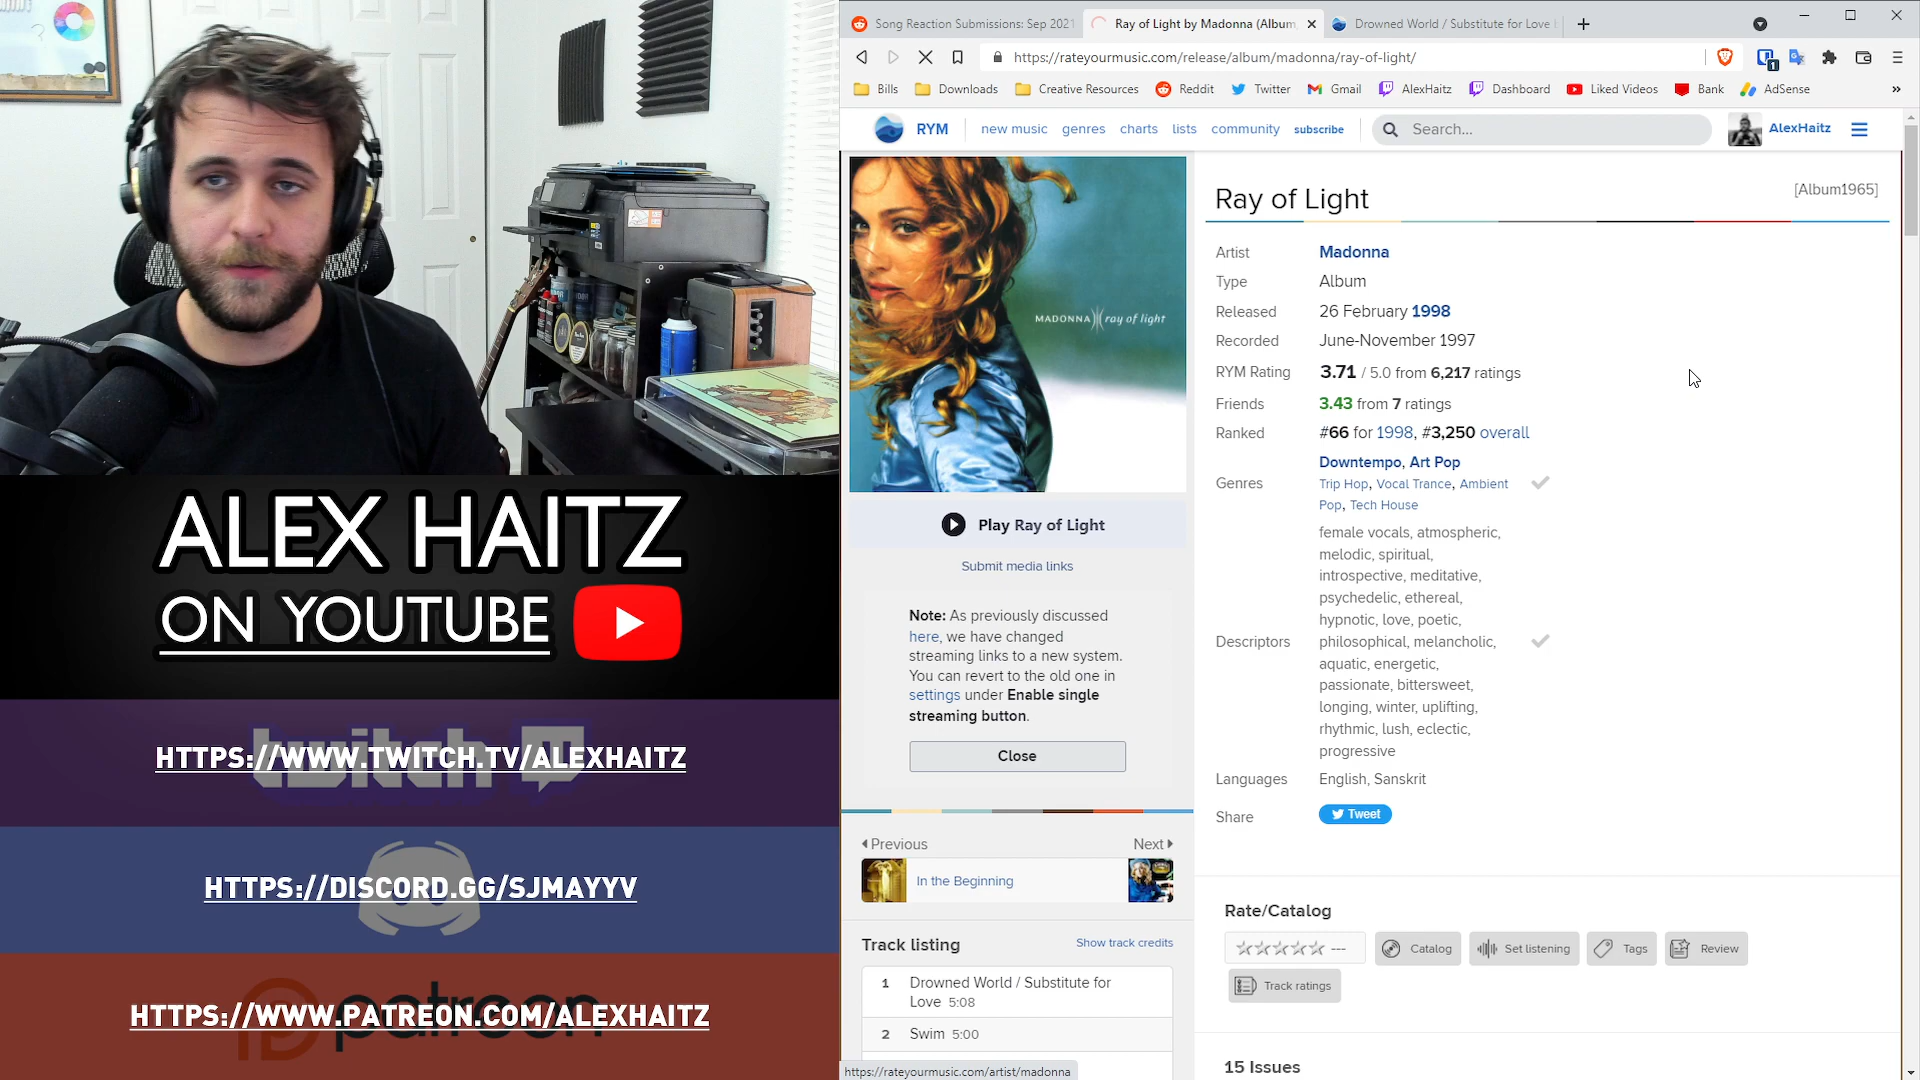 Song Reaction Submissions: Sep 2021
Ray of Light by Madonna (Album,
Drowned World / Substitute for Love
https://rateyourmusic.com/release/album/madonna/ray-of-light/
1
Bills
Downloads
Creative Resources
Reddit
Twitter
Gmail
AlexHaitz
Dashboard
Liked Videos
Bank
AdSense
»
RYM
new music
genres
charts
lists
community
subscribe
Search...
AlexHaitz
MADONNA ray of light
Play Ray of Light
Submit media links
Note: As previously discussed
here, we have changed
streaming links to a new system.
You can revert to the old one in
settings under Enable single
streaming button.
Close
Previous
Next
In the Beginning
Track listing
Show track credits
1 Drowned World / Substitute for
Love 5:08
2 Swim 5:00
https://rateyourmusic.com/artist/madonna
Ray of Light
[Album1965]
Artist Madonna
Type Album
Released 26 February 1998
Recorded June-November 1997
RYM Rating 3.71 / 5.0 from 6,217 ratings
Friends 3.43 from 7 ratings
Ranked #66 for 1998, #3,250 overall
Downtempo, Art Pop
Genres Trip Hop, Vocal Trance, Ambient
Pop, Tech House
female vocals, atmospheric,
melodic, spiritual,
introspective, meditative,
psychedelic, ethereal,
hypnotic, love, poetic,
Descriptors philosophical, melancholic,
aquatic, energetic,
passionate, bittersweet,
longing, winter, uplifting,
rhythmic, lush, eclectic,
progressive
Languages English, Sanskrit
Share Tweet
Rate/Catalog
---
Catalog
Set listening
Tags
Review
Track ratings
15 Issues
ALEX HAITZ
ON YOUTUBE
twitch
HTTPS://WWW.TWITCH.TV/ALEXHAITZ
HTTPS://DISCORD.GG/SJMAYYV
patreon
HTTPS://WWW.PATREON.COM/ALEXHAITZ